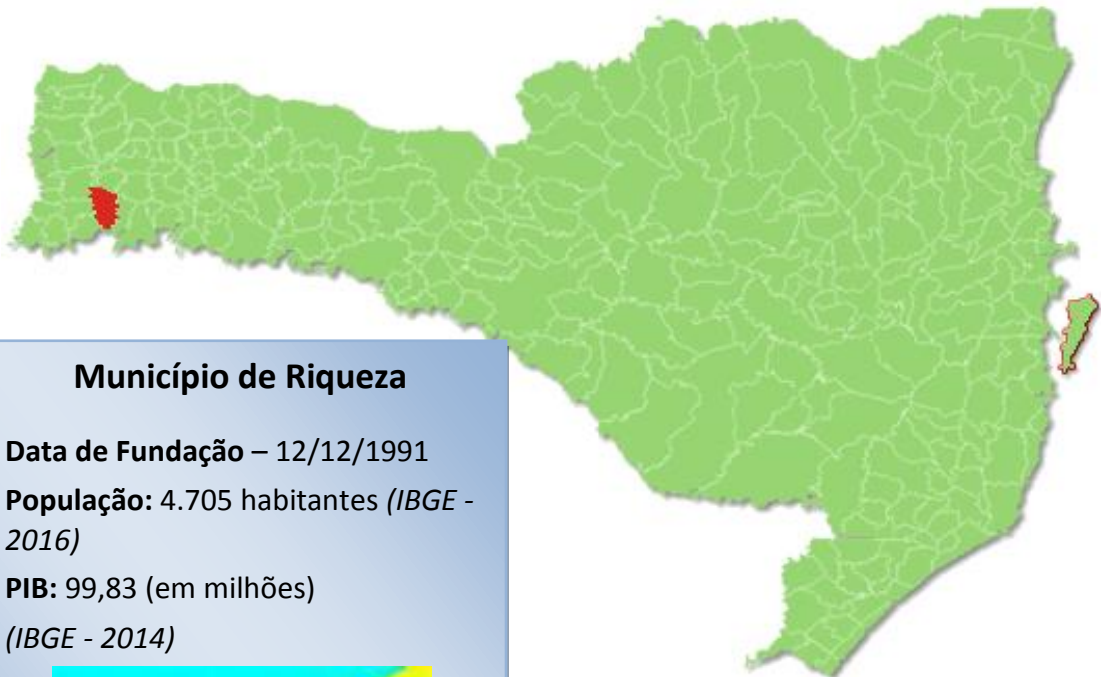 Município de Riqueza
Data de Fundação – 12/12/1991
População: 4.705 habitantes (IBGE -
2016)
PIB: 99,83 (em milhões)
(IBGE - 2014)